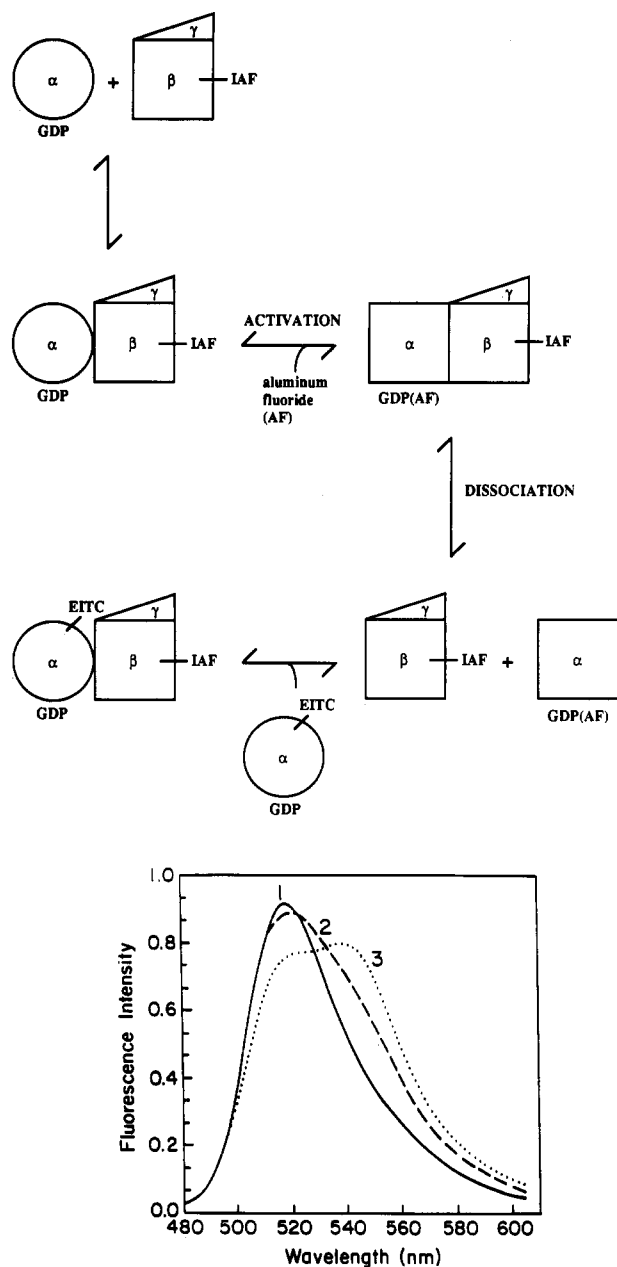 α + β γ IAF
GDP
α β γ IAF
GDP
ACTIVATION
aluminum
fluoride
(AF)
α β γ IAF
GDP(AF)
DISSOCIATION
EITC
α β γ IAF
GDP
EITC
α
GDP
β γ IAF + α
GDP(AF)
Fluorescence Intensity
1.0
0.8
0.6
0.4
0.2
0.0
1
2
3
480 500 520 540 560 580 600
Wavelength (nm)